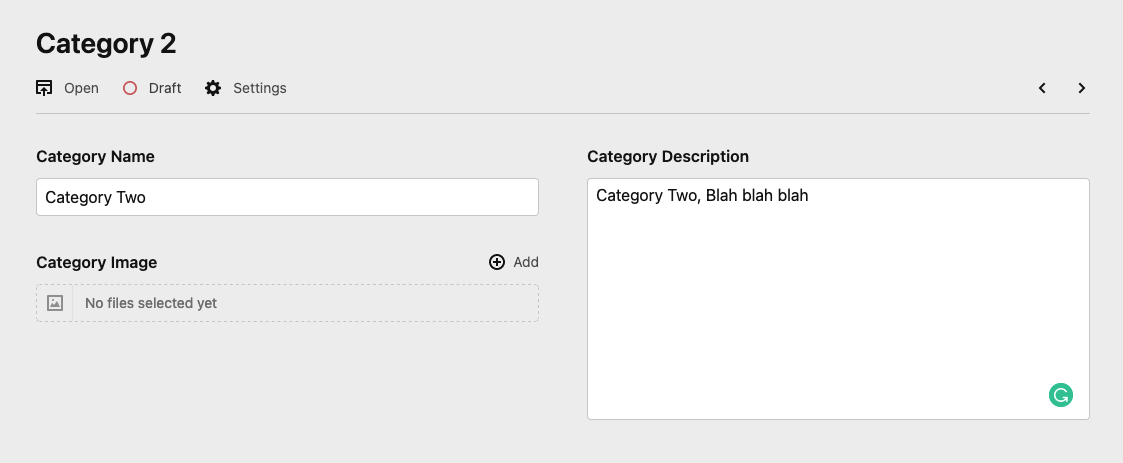 Category 2
Open Draft Settings
Category Name
Category Two
Category Image Add
No files selected yet
Category Description
Category Two, Blah blah blah